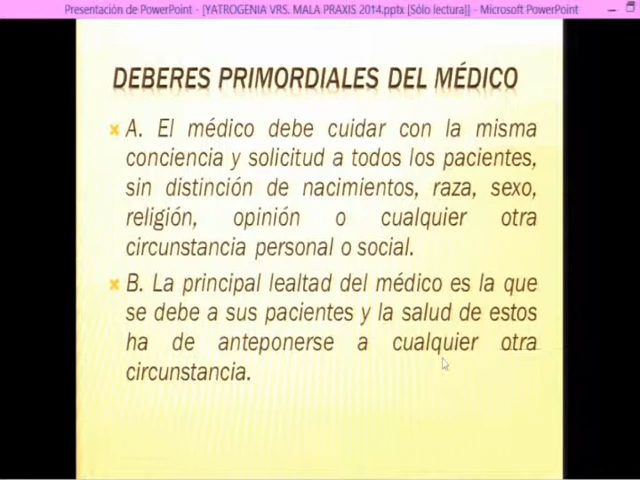 Presentación de PowerPoint - [YATROGENIA VRS. MALA PRAXIS 2014.pptx [Sólo lectura]] - Microsoft PowerPoint
DEBERES PRIMORDIALES DEL MÉDICO
A. El médico debe cuidar con la misma
conciencia y solicitud a todos los pacientes,
sin distinción de nacimientos, raza, sexo,
religión, opinión o cualquier otra
circunstancia personal o social.
B. La principal lealtad del médico es la que
se debe a sus pacientes y la salud de estos
ha de anteponerse a cualquier otra
circunstancia.